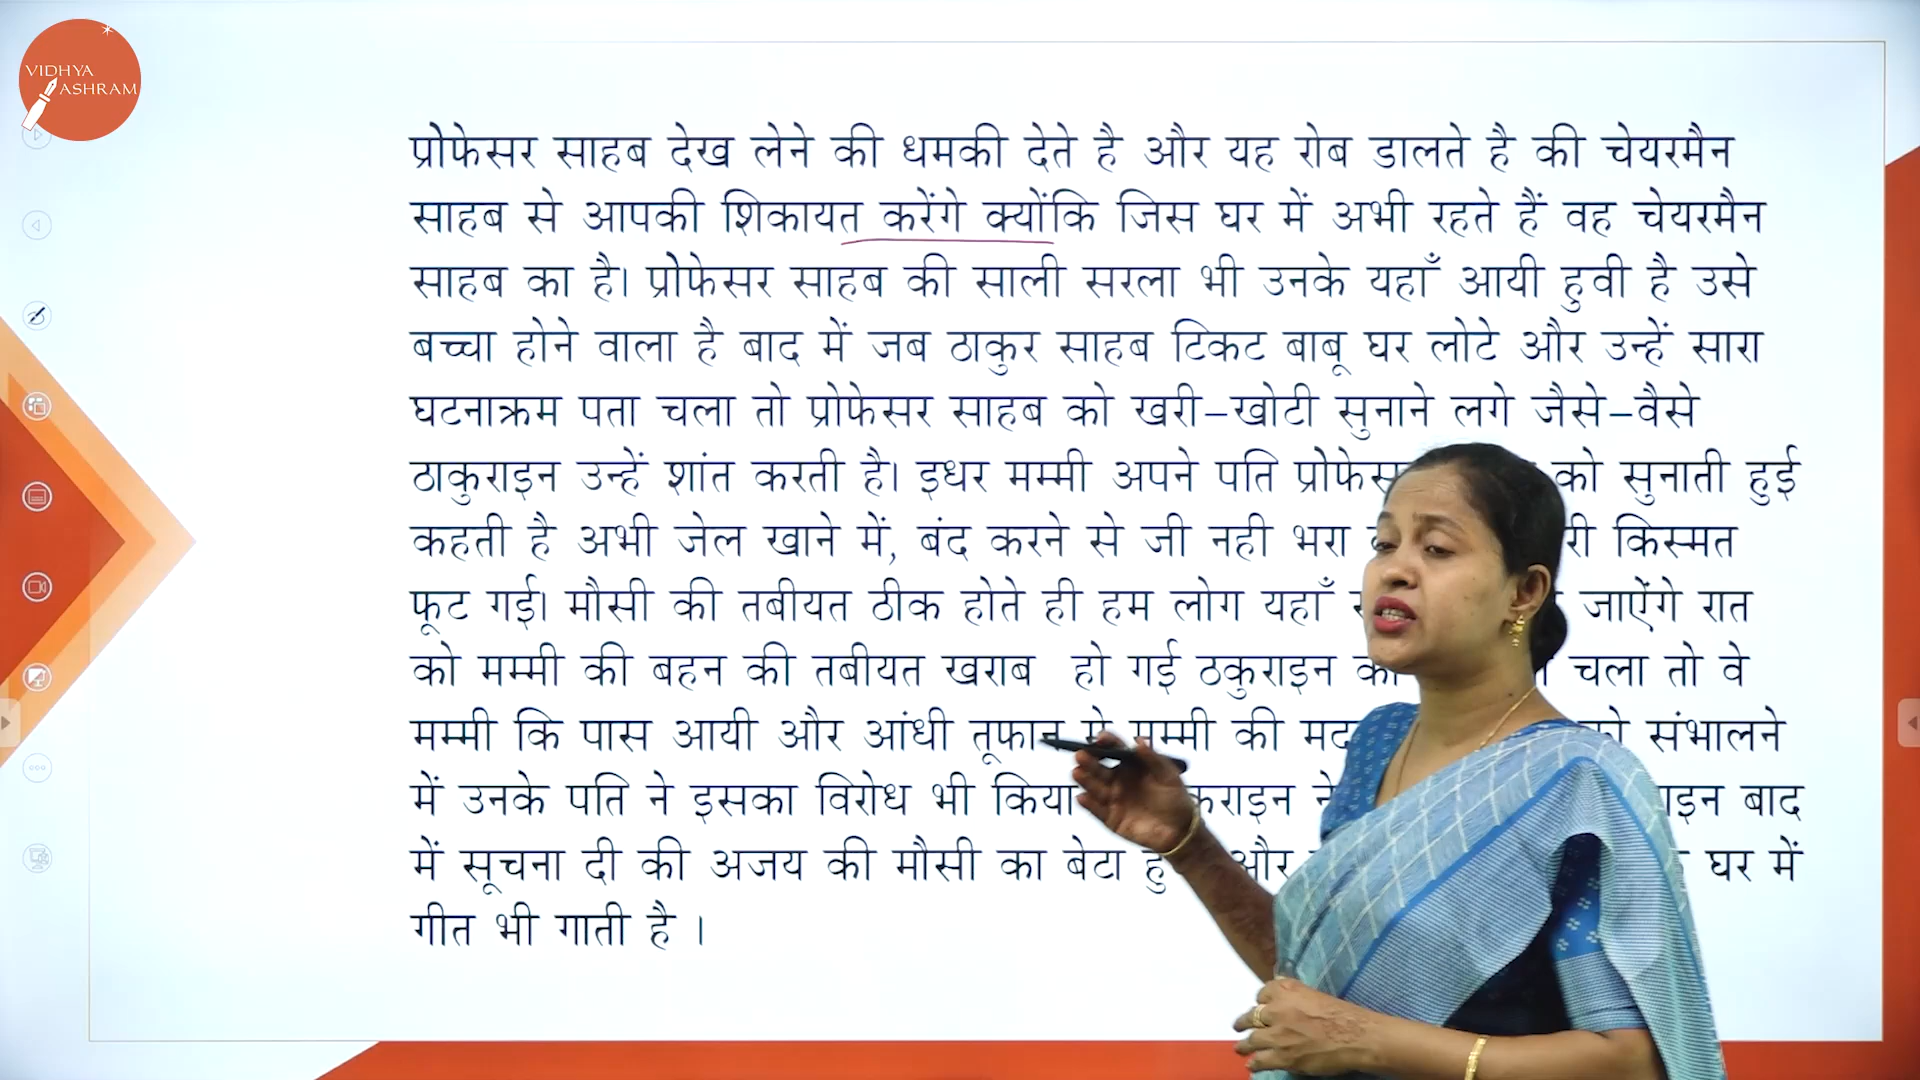 VIDHYA
ASHRAM
प्रोफेसर साहब देख लेने की धमकी देते है और यह रोब डालते है की चेयरमैन
साहब से आपकी शिकायत करेंगे क्योंकि जिस घर में अभी रहते हैं वह चेयरमैन
साहब का है। प्रोफेसर साहब की साली सरला भी उनके यहाँ आयी हुवी है उसे
बच्चा होने वाला है बाद में जब ठाकुर साहब टिकट बाबू घर लोटे और उन्हें सारा
घटनाक्रम पता चला तो प्रोफेसर साहब को खरी–खोटी सुनाने लगे जैसे–वैसे
ठाकुराइन उन्हें शांत करती है। इधर मम्मी अपने पति को सुनाती हुई
कहती है अभी जेल खाने में, बंद करने से जी नही भरा किस्मत
फूट गई। मौसी की तबीयत ठीक होते ही हम लोग यहाँ जाऐंगे रात
को मम्मी की बहन की तबीयत खराब हो गई ठकुराइन चला तो वे
मम्मी कि पास आयी और आंधी तूफान मे मम्मी की संभालने
में उनके पति ने इसका विरोध भी किया ने बाद
में सूचना दी की अजय की मौसी का बेटा और घर में
गीत भी गाती है ।